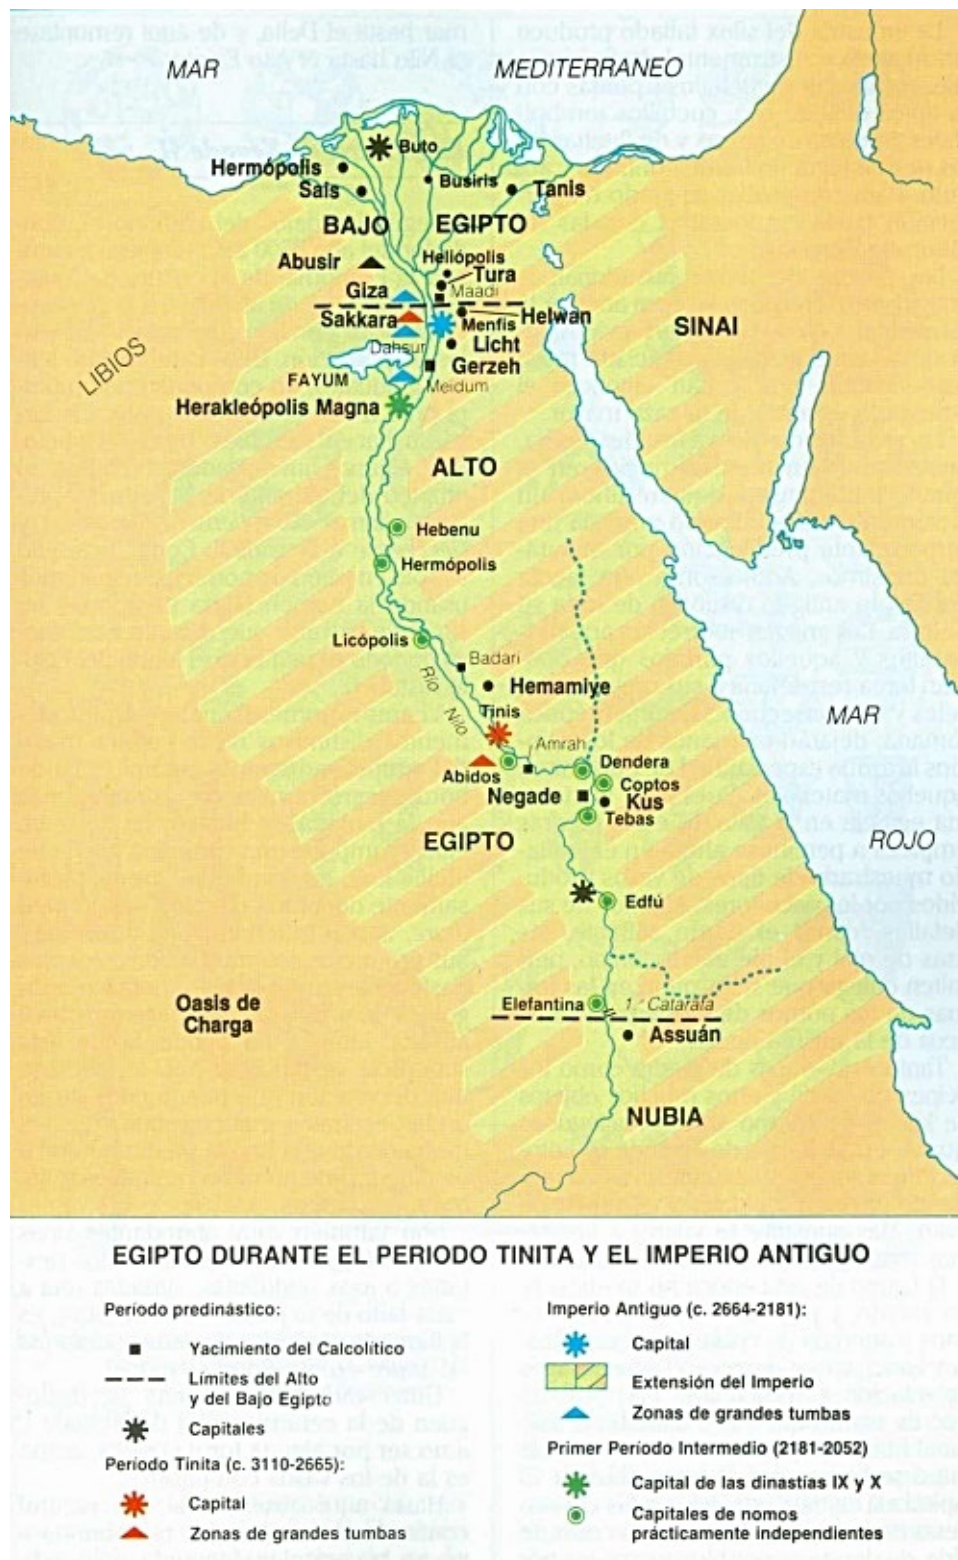 MAR
MEDITERRANEO
Buto
Hermópolis
Busiris
Sais
Tanis
BAJO
EGIPTO
Heliópolis
Abusir
Tura
Giza
Maadi
Sakkara
Helwan
Menfis
SINAI
Dahsur
Licht
LIBIOS
Gerzeh
FAYUM
Meidum
Herakleópolis Magna
ALTO
Hebenu
Hermópolis
Licópolis
Badari
Río Nilo
Hemamiye
Tinis
MAR
Amrah
Abidos
Dendera
Negade
Coptos
Kus
Tebas
EGIPTO
ROJO
Edfú
Oasis de
Charga
Elefantina
1.ª Catarata
Assuán
NUBIA
EGIPTO DURANTE EL PERIODO TINITA Y EL IMPERIO ANTIGUO
Período predinástico:
Yacimiento del Calcolítico
Límites del Alto
y del Bajo Egipto
Capitales
Período Tinita (c. 3110-2665):
Capital
Zonas de grandes tumbas
Imperio Antiguo (c. 2664-2181):
Capital
Extensión del Imperio
Zonas de grandes tumbas
Primer Período Intermedio (2181-2052)
Capital de las dinastías IX y X
Capitales de nomos
prácticamente independientes